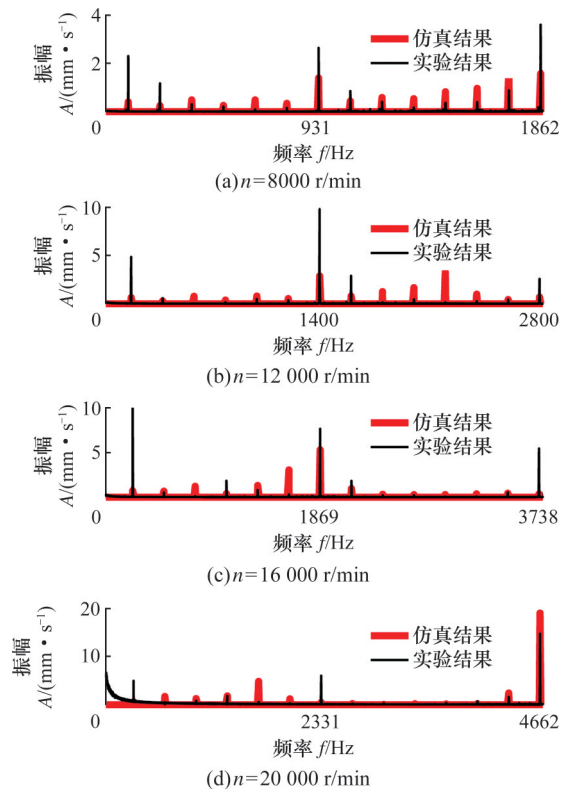 4
2
0
振幅
A/(mm·s⁻¹)
仿真结果
实验结果
0 931 1862
频率 f/Hz
(a)n=8000 r/min
10
5
振幅
A/(mm·s⁻¹)
仿真结果
实验结果
0 1400 2800
频率 f/Hz
(b)n=12 000 r/min
10
5
振幅
A/(mm·s⁻¹)
仿真结果
实验结果
0 1869 3738
频率 f/Hz
(c)n=16 000 r/min
20
10
振幅
A/(mm·s⁻¹)
仿真结果
实验结果
0 2331 4662
频率 f/Hz
(d)n=20 000 r/min